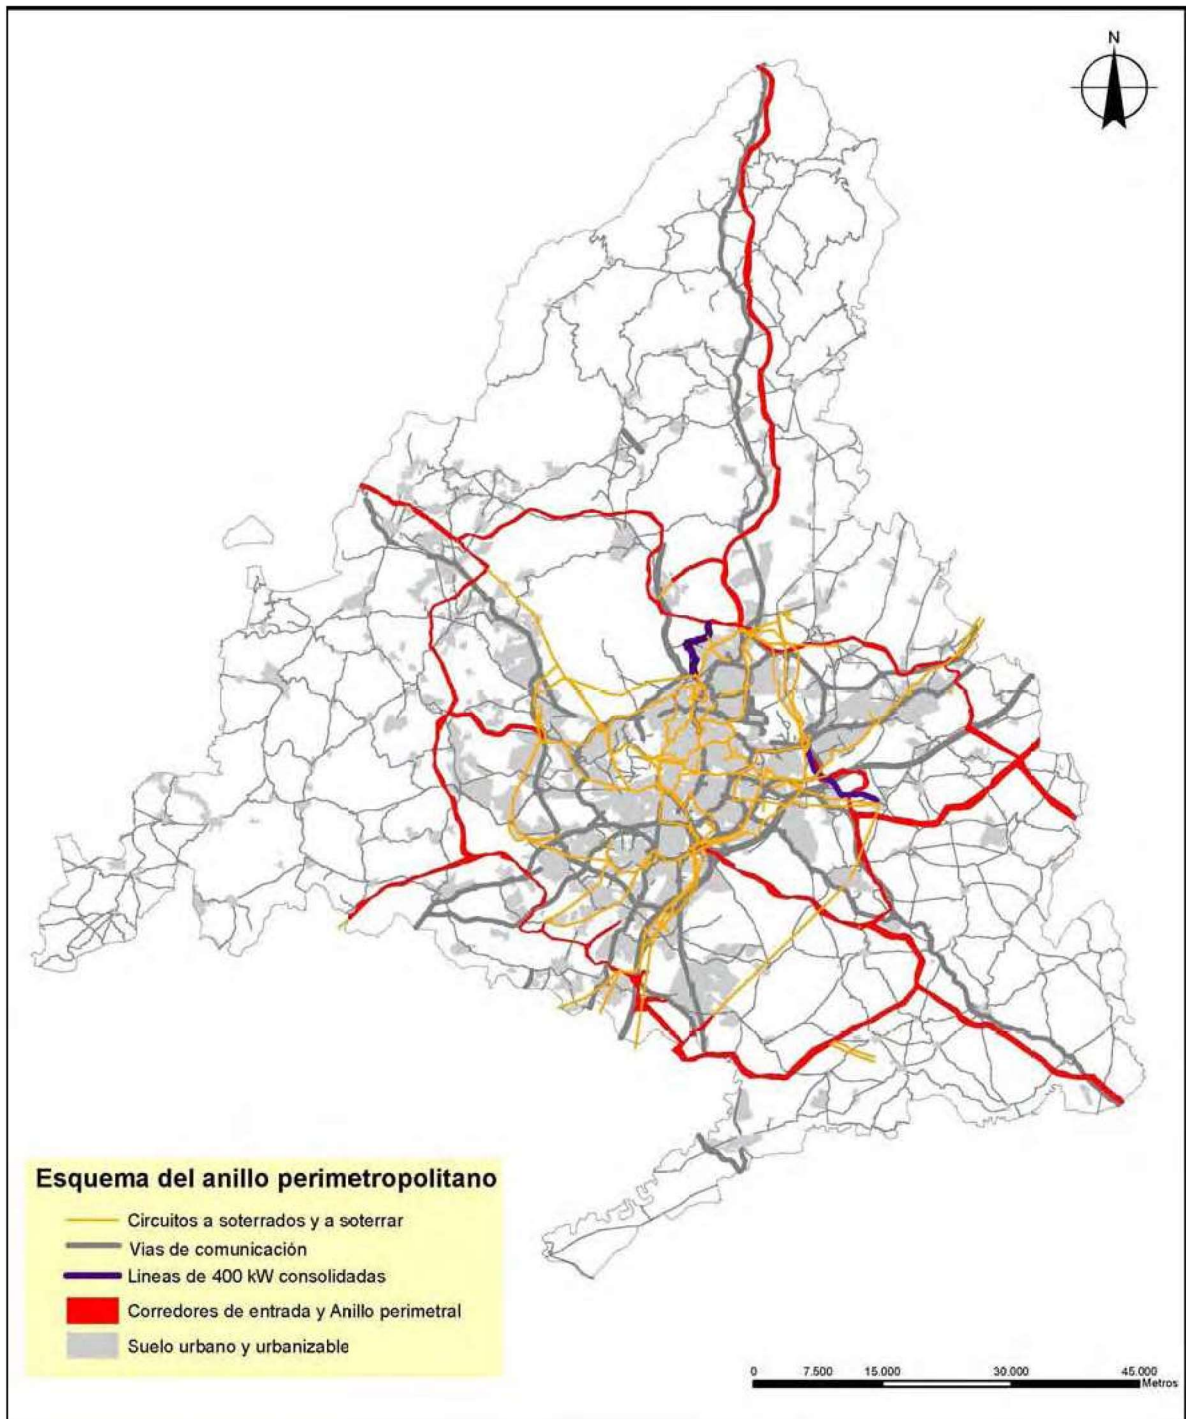 N
Esquema del anillo perimetropolitano
Circuitos a soterrados y a soterrar
Vias de comunicación
Lineas de 400 kW consolidadas
Corredores de entrada y Anillo perimetral
Suelo urbano y urbanizable
0 7.500 15.000 30.000 45.000
Metros